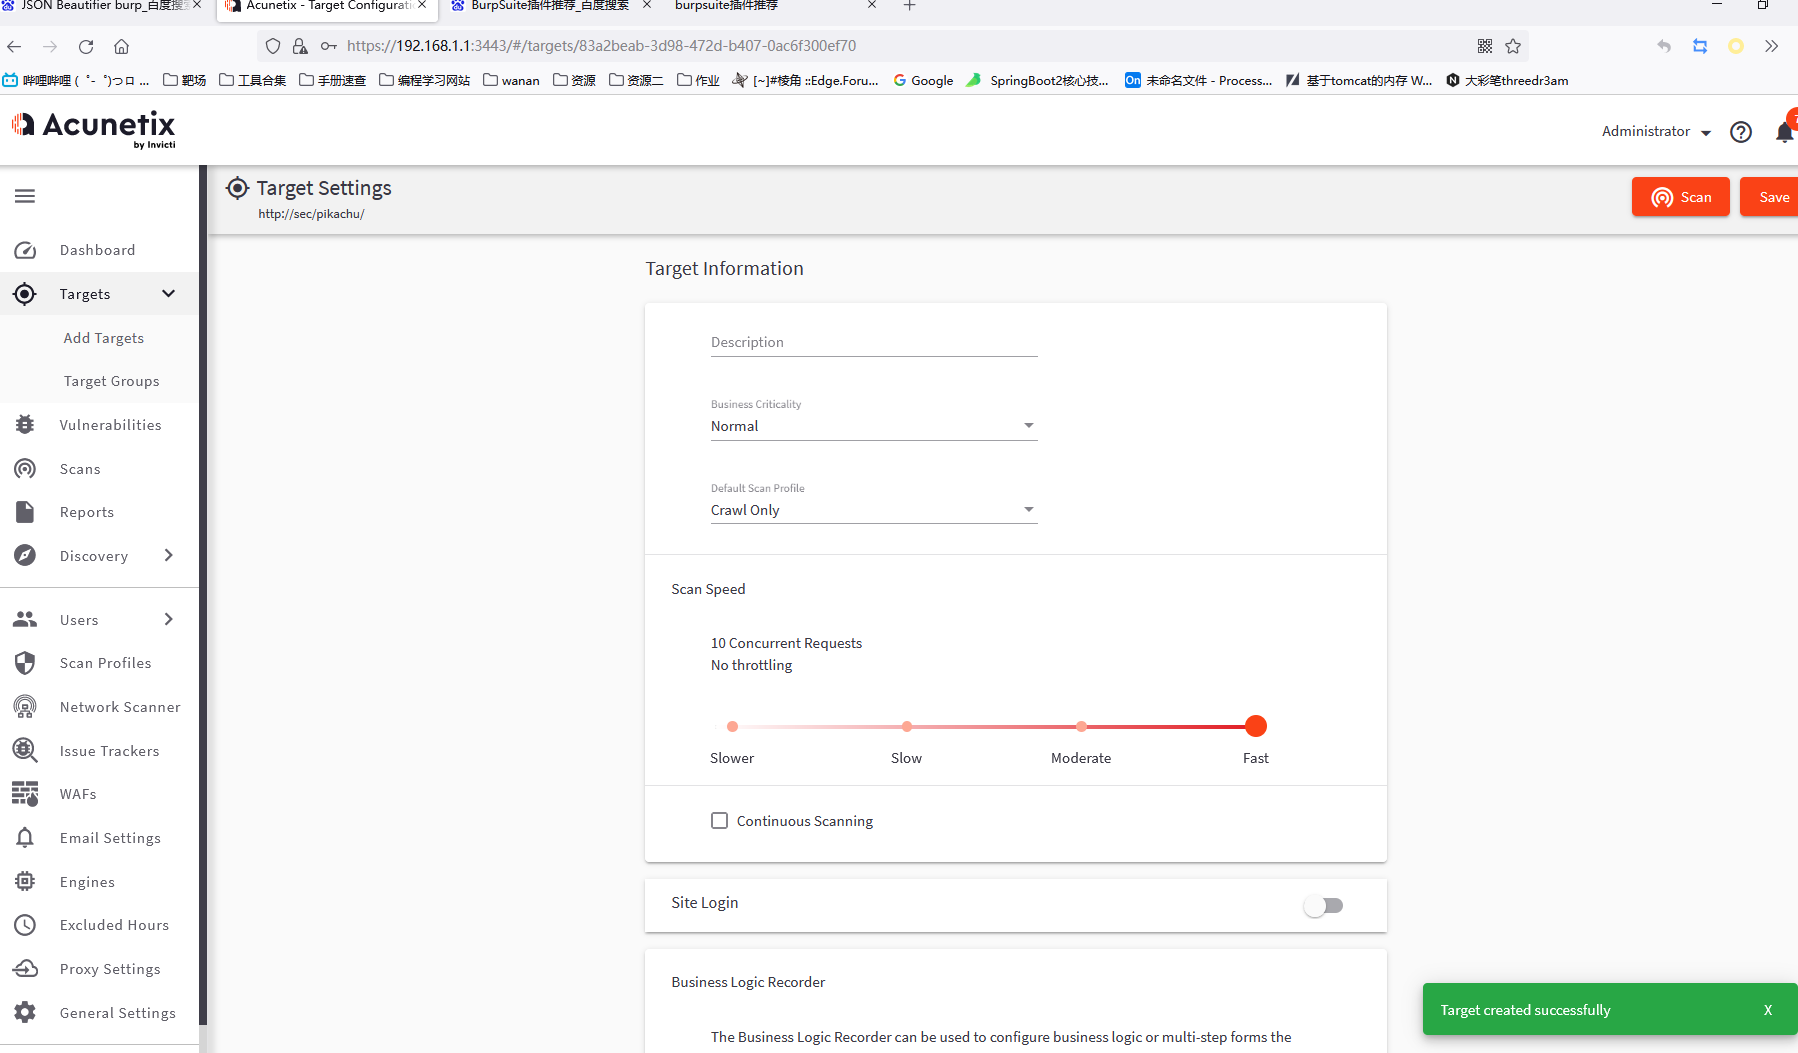 JSON Beautifier burp_百度搜索
Acunetix - Target Configurati
BurpSuite插件推荐_百度搜索
burpsuite插件推荐
https://192.168.1.1:3443/#/targets/83a2beab-3d98-472d-b407-0ac6f300ef70
哔哩哔哩 ( ゜- ゜)つロ ...
靶场
工具合集
手册速查
编程学习网站
wanan
资源
资源二
作业
[~]#棱角 ::Edge.Foru...
Google
SpringBoot2核心技...
On 未命名文件 - Process...
基于tomcat的内存 W...
大彩笔threedr3am
Acunetix
by Invicti
Administrator
7
Target Settings
http://sec/pikachu/
Scan
Save
Dashboard
Targets
Add Targets
Target Groups
Vulnerabilities
Scans
Reports
Discovery
Users
Scan Profiles
Network Scanner
Issue Trackers
WAFs
Email Settings
Engines
Excluded Hours
Proxy Settings
General Settings
Target Information
Description
Business Criticality
Normal
Default Scan Profile
Crawl Only
Scan Speed
10 Concurrent Requests
No throttling
Slower
Slow
Moderate
Fast
Continuous Scanning
Site Login
Business Logic Recorder
The Business Logic Recorder can be used to configure business logic or multi-step forms the
Target created successfully
X